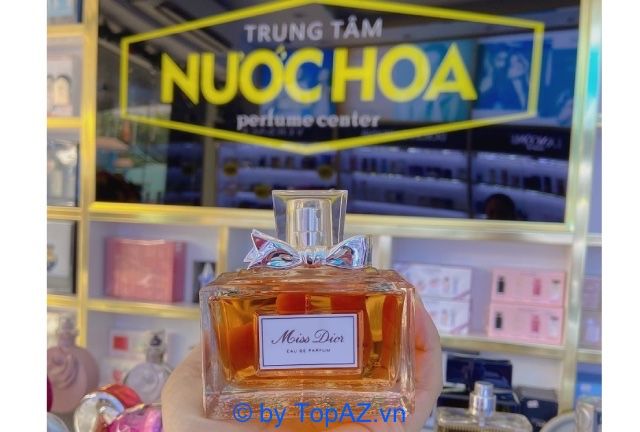 TRUNG TÂM
NƯỚC HOA
perfume center
Miss Dior
EAU DE PARFUM
© by TopAZ.vn